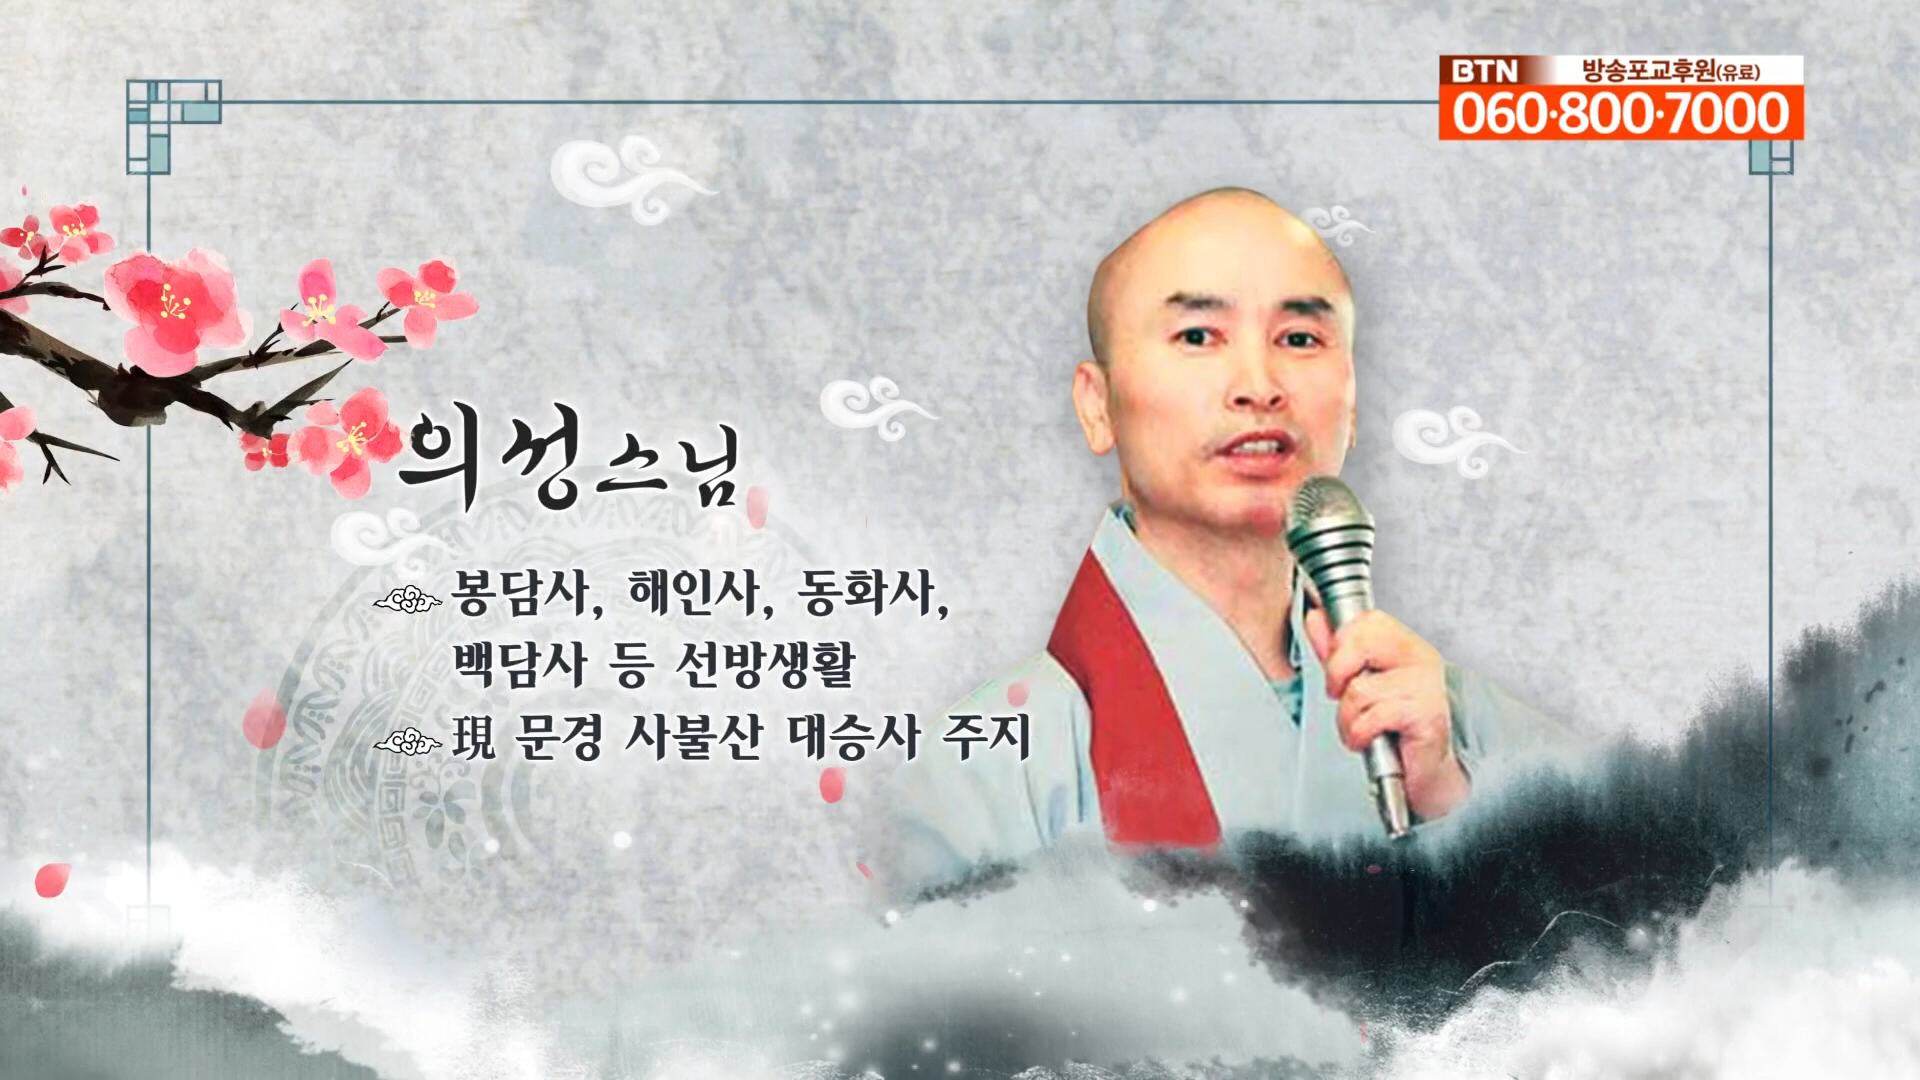 BTN 방송포교후원(유료)
060·800·7000
의성스님
봉담사, 해인사, 동화사,
백담사 등 선방생활
現 문경 사불산 대승사 주지